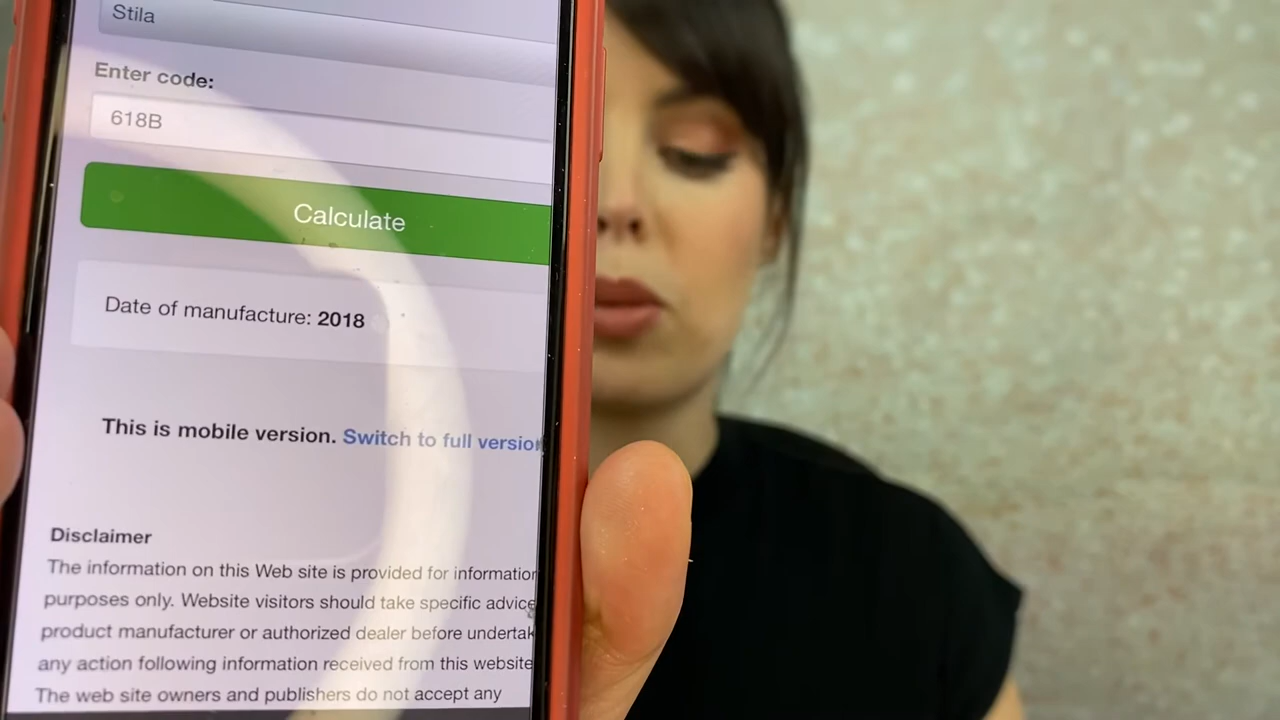 Stila
Enter code:
618B
Calculate
Date of manufacture: 2018
This is mobile version. Switch to full version
Disclaimer
The information on this Web site is provided for information
purposes only. Website visitors should take specific advice
product manufacturer or authorized dealer before undertak
any action following information received from this website
The web site owners and publishers do not accept any